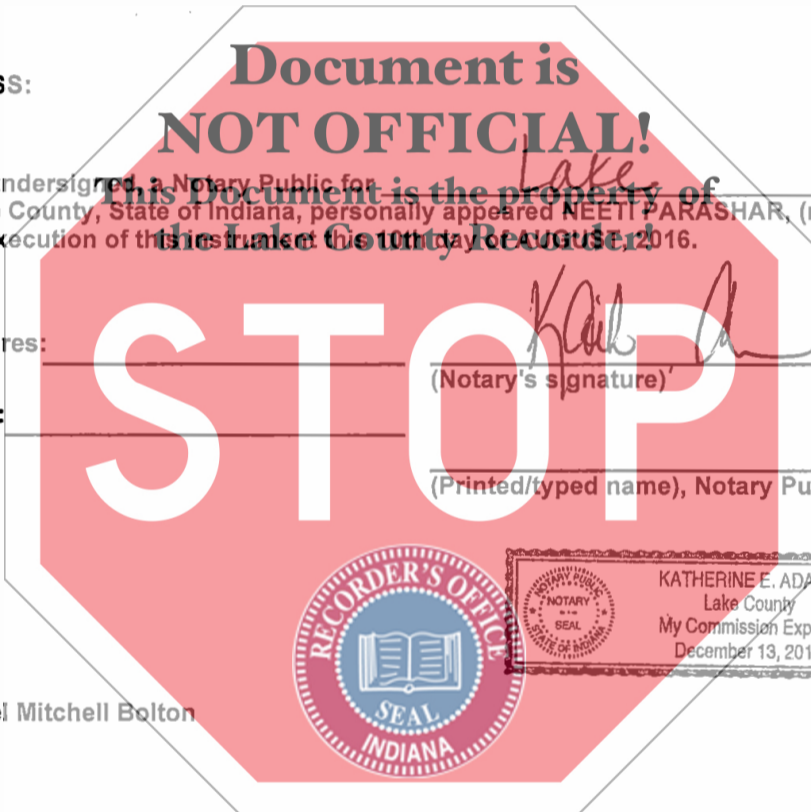 SS:
Document is
NOT OFFICIAL!
ndersigned, a Notary Public for Lake
This Document is the property of
County, State of Indiana, personally appeared NEETI PARASHAR, (
the Lake County Recorder!
ecution of this instrument this 10th day of AUGUST, 2016.
res:
(Notary's signature)
:
(Printed/typed name), Notary Pu
STOP
RECORDER'S OFFICE
SEAL
INDIANA
NOTARY PUBLIC
NOTARY
SEAL
STATE OF INDIANA
KATHERINE E. ADA
Lake County
My Commission Exp
December 13, 201
Mitchell Bolton